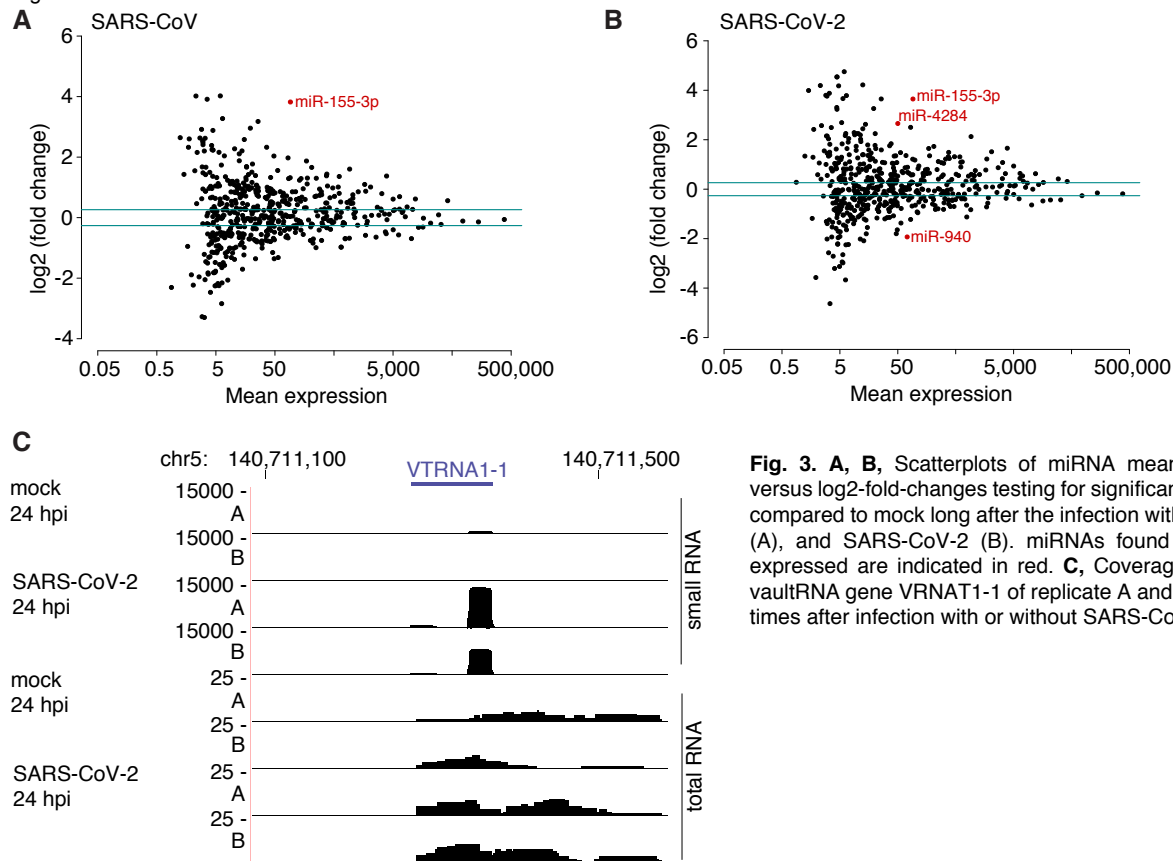 A SARS-CoV
6
4
2
0
-2
-4
log2 (fold change)
miR-155-3p
0.05 0.5 5 50 5,000 500,000
Mean expression
B SARS-CoV-2
6
4
2
0
-2
-4
-6
log2 (fold change)
miR-155-3p
miR-4284
miR-940
0.05 0.5 5 50 5,000 500,000
Mean expression
C
chr5: 140,711,100 140,711,500
VTRNA1-1
mock
24 hpi
15000 -
A
15000 -
B
SARS-CoV-2
24 hpi
15000 -
A
15000 -
B
small RNA
mock
24 hpi
25 -
A
25 -
B
SARS-CoV-2
24 hpi
25 -
A
25 -
B
total RNA
Fig. 3. A, B, Scatterplots of miRNA mean
versus log2-fold-changes testing for significan
compared to mock long after the infection with
(A), and SARS-CoV-2 (B). miRNAs found
expressed are indicated in red. C, Coverag
vaultRNA gene VRNAT1-1 of replicate A and
times after infection with or without SARS-Co